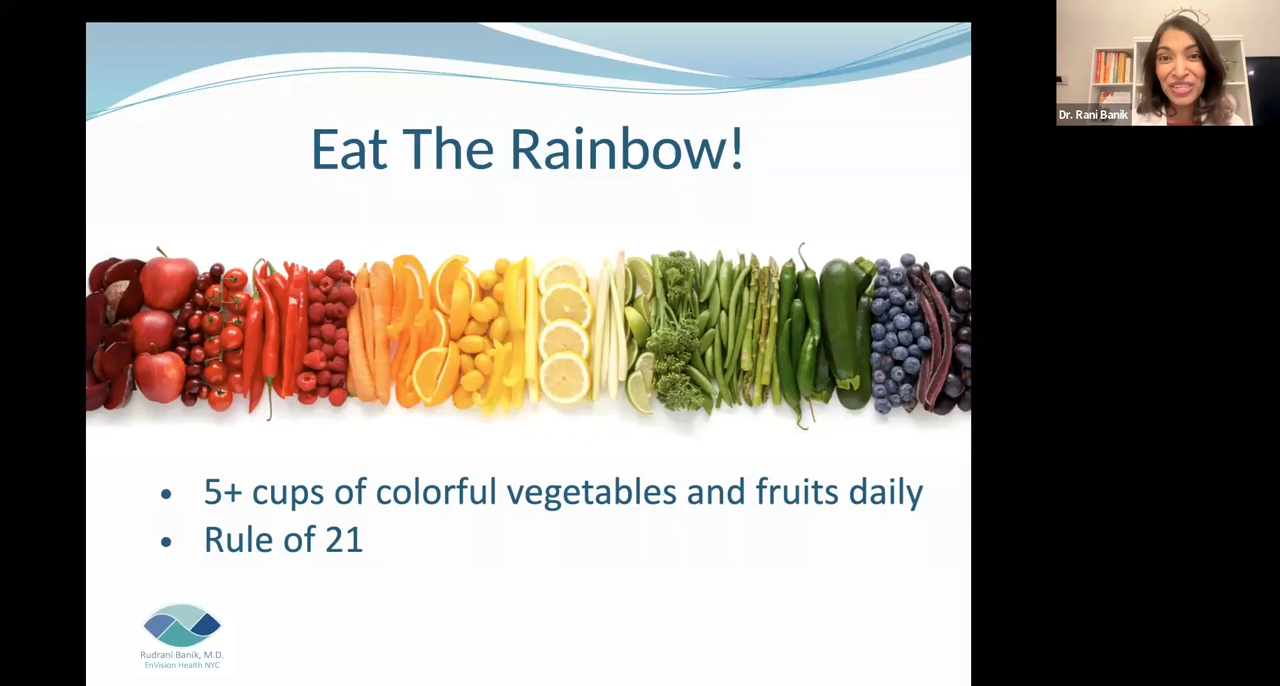 Eat The Rainbow!
Dr. Rani Banik
• 5+ cups of colorful vegetables and fruits daily
• Rule of 21
Rudrani Banik, M.D.
EnVision Health NYC